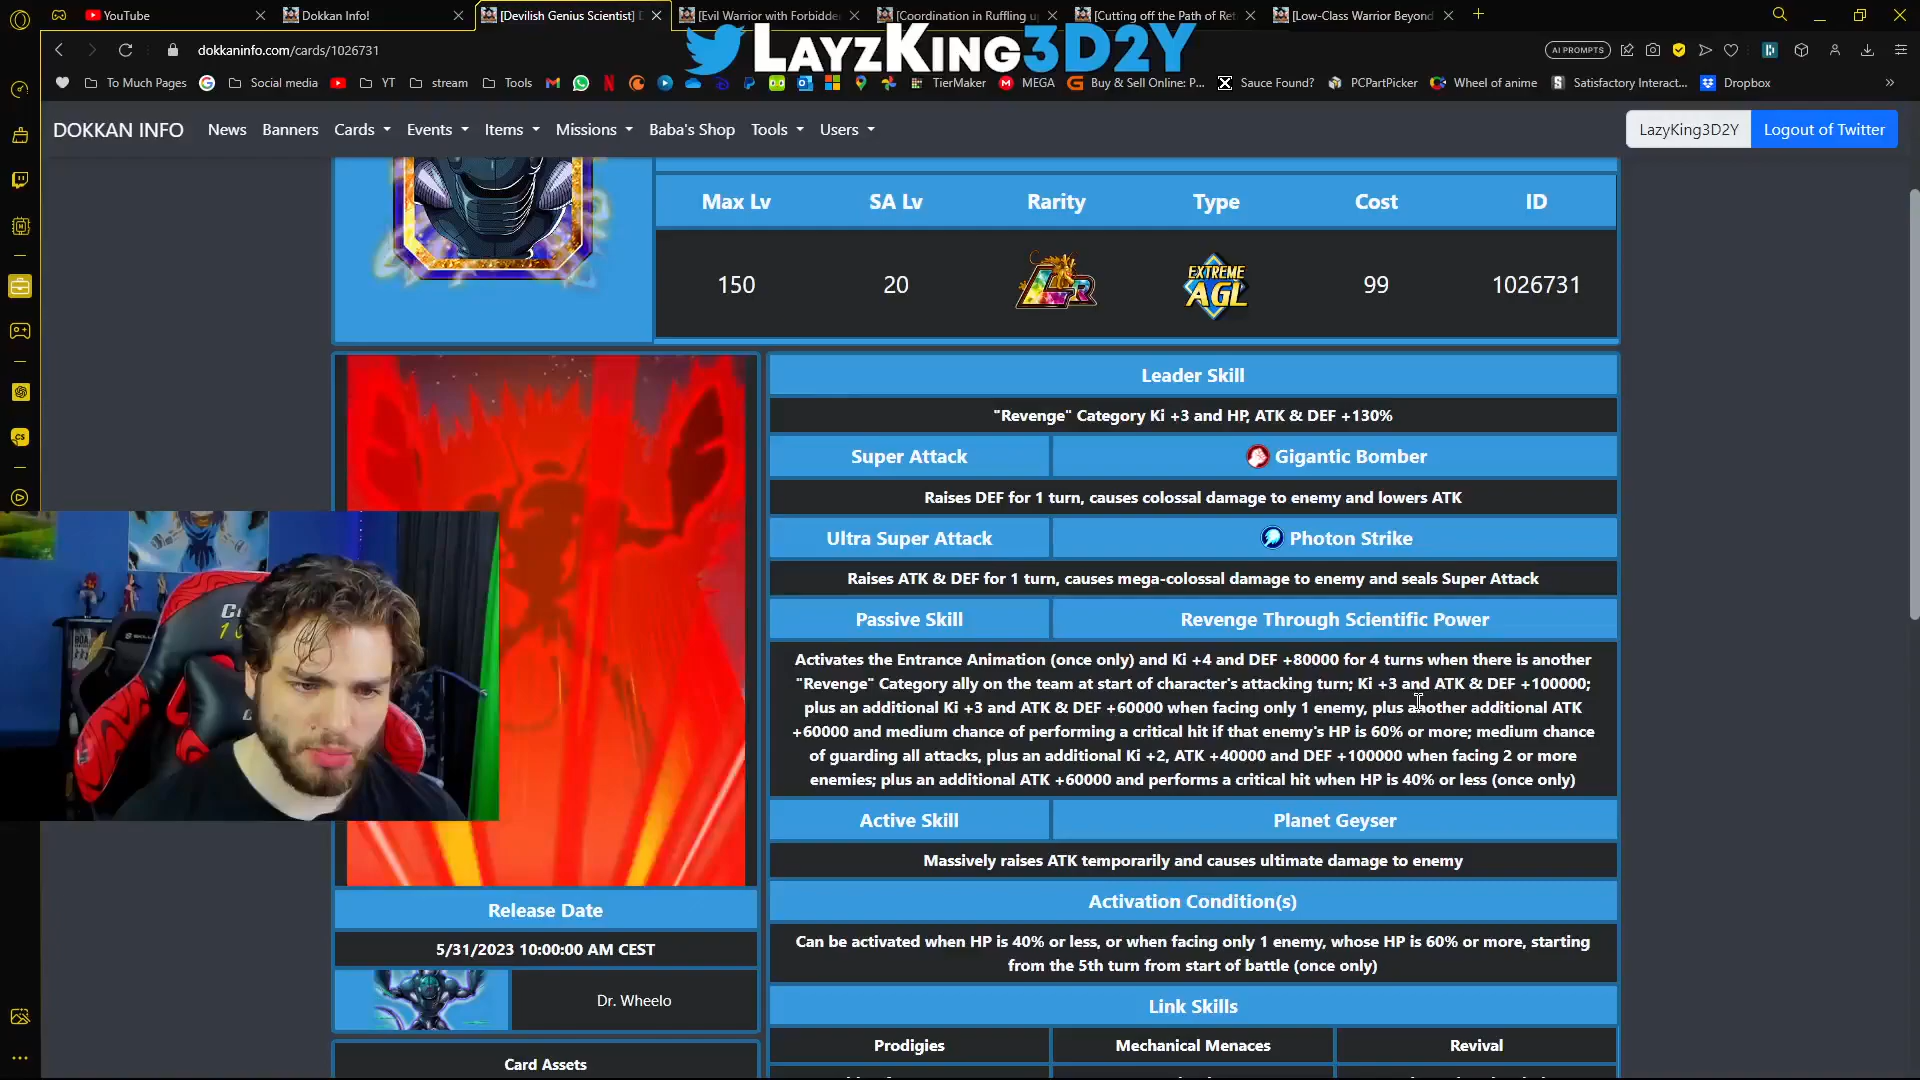 YouTube
Dokkan Info!
[Devilish Genius Scientist] D
[Evil Warrior with Forbidden
[Coordination in Ruffling u
[Cutting off the Path of Ret
[Low-Class Warrior Beyond
dokkaninfo.com/cards/1026731
LAYZKING3D2Y
AI PROMPTS
To Much Pages
Social media
YT
stream
Tools
TierMaker
MEGA
Buy & Sell Online: P...
Sauce Found?
PCPartPicker
Wheel of anime
Satisfactory Interact...
Dropbox
DOKKAN INFO
News
Banners
Cards
Events
Items
Missions
Baba's Shop
Tools
Users
LazyKing3D2Y
Logout of Twitter
Max Lv
SA Lv
Rarity
Type
Cost
ID
150
20
LR
EXTREME
AGL
99
1026731
Leader Skill
"Revenge" Category Ki +3 and HP, ATK & DEF +130%
Super Attack
Gigantic Bomber
Raises DEF for 1 turn, causes colossal damage to enemy and lowers ATK
Ultra Super Attack
Photon Strike
Raises ATK & DEF for 1 turn, causes mega-colossal damage to enemy and seals Super Attack
Passive Skill
Revenge Through Scientific Power
Activates the Entrance Animation (once only) and Ki +4 and DEF +80000 for 4 turns when there is another
"Revenge" Category ally on the team at start of character's attacking turn; Ki +3 and ATK & DEF +100000;
plus an additional Ki +3 and ATK & DEF +60000 when facing only 1 enemy, plus another additional ATK
+60000 and medium chance of performing a critical hit if that enemy's HP is 60% or more; medium chance
of guarding all attacks, plus an additional Ki +2, ATK +40000 and DEF +100000 when facing 2 or more
enemies; plus an additional ATK +60000 and performs a critical hit when HP is 40% or less (once only)
Active Skill
Planet Geyser
Massively raises ATK temporarily and causes ultimate damage to enemy
Activation Condition(s)
Can be activated when HP is 40% or less, or when facing only 1 enemy, whose HP is 60% or more, starting
from the 5th turn from start of battle (once only)
Link Skills
Prodigies
Mechanical Menaces
Revival
Release Date
5/31/2023 10:00:00 AM CEST
Dr. Wheelo
Card Assets